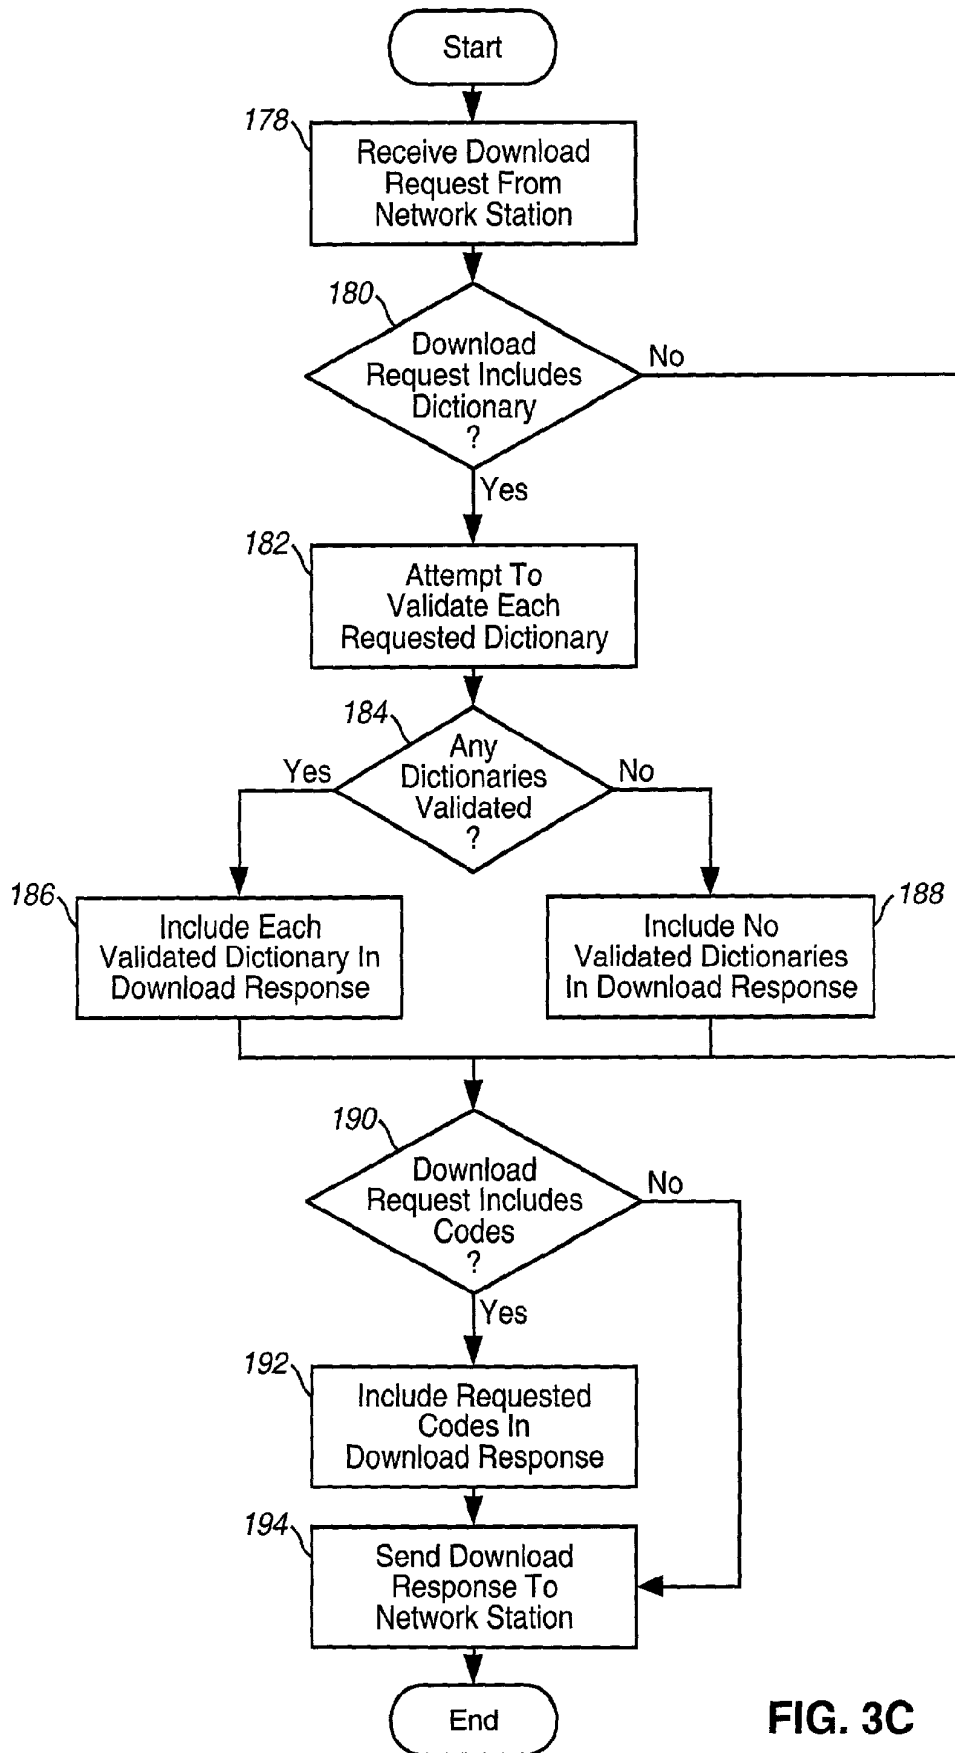 Start
178
Receive Download
Request From
Network Station
180
Download
Request Includes
Dictionary
?
No
Yes
182
Attempt To
Validate Each
Requested Dictionary
184
Any
Dictionaries
Validated
?
Yes
No
186
Include Each
Validated Dictionary In
Download Response
188
Include No
Validated Dictionaries
In Download Response
190
Download
Request Includes
Codes
?
No
Yes
192
Include Requested
Codes In
Download Response
194
Send Download
Response To
Network Station
End
FIG. 3C